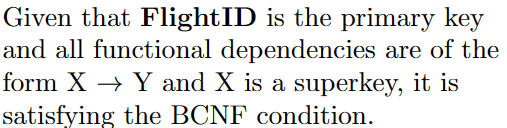 Given that FlightID is the primary key
and all functional dependencies are of the
form X → Y and X is a superkey, it is
satisfying the BCNF condition.